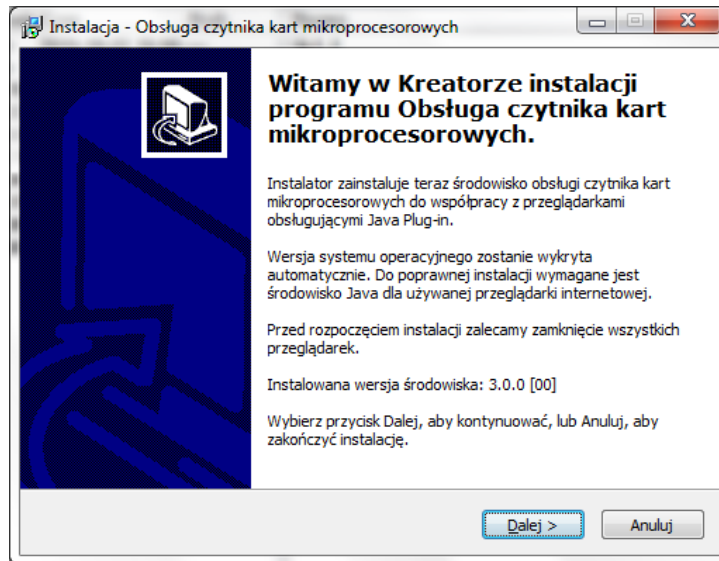 Instalacja - Obsługa czytnika kart mikroprocesorowych
Witamy w Kreatorze instalacji
programu Obsługa czytnika kart
mikroprocesorowych.
Instalator zainstaluje teraz środowisko obsługi czytnika kart
mikroprocesorowych do współpracy z przeglądarkami
obsługującymi Java Plug-in.
Wersja systemu operacyjnego zostanie wykryta
automatycznie. Do poprawnej instalacji wymagane jest
środowisko Java dla używanej przeglądarki internetowej.
Przed rozpoczęciem instalacji zalecamy zamknięcie wszystkich
przeglądarek.
Instalowana wersja środowiska: 3.0.0 [00]
Wybierz przycisk Dalej, aby kontynuować, lub Anuluj, aby
zakończyć instalację.
Dalej >
Anuluj